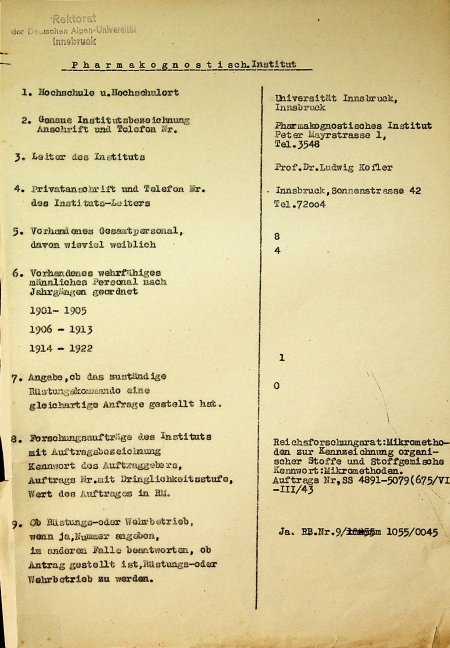 Rektorat
der Deutschen Alpen-Universität
Innsbruck
Pharmakognostisch.Institut
1. Hochschule u.Hochschulort
Universität Innsbruck,
Innsbruck
2. Genaue Institutsbezeichnung
Anschrift und Telefon Nr.
Pharmakognostisches Institut
Peter Mayrstrasse 1,
Tel.3548
3. Leiter des Instituts
Prof.Dr.Ludwig Kofler
4. Privatanschrift und Telefon Nr.
des Instituts-Leiters
Innsbruck,Sonnenstrasse 42
Tel.72oo4
5. Vorhandenes Gesamtpersonal,
davon wieviel weiblich
8
4
6. Vorhandenes wehrfähiges
männliches Personal nach
Jahrgängen geordnet
1901- 1905
1906 - 1913
1914 - 1922
1
7. Angabe,ob das zuständige
Rüstungskommando eine
gleichartige Anfrage gestellt hat.
0
8. Forschungsaufträge des Instituts
mit Auftragsbezeichnung
Kennwort des Auftraggebers,
Auftrags Nr.mit Dringlichkeitsstufe,
Wert des Auftrages in RM.
Reichsforschungsrat:Mikrometho-
den zur Kennzeichnung organi-
scher Stoffe und Stoffgemische
Kennwort:Mikromethoden.
Auftrags Nr,SS 4891-5079(675/VI
-III/43
9. Ob Rüstungs-oder Wehrbetrieb,
wenn ja,Nummer angeben,
im anderen Falle beantworten, ob
Antrag gestellt ist,Rüstungs-oder
Wehrbetrieb zu werden.
Ja. RB.Nr.9/ 1055/0045